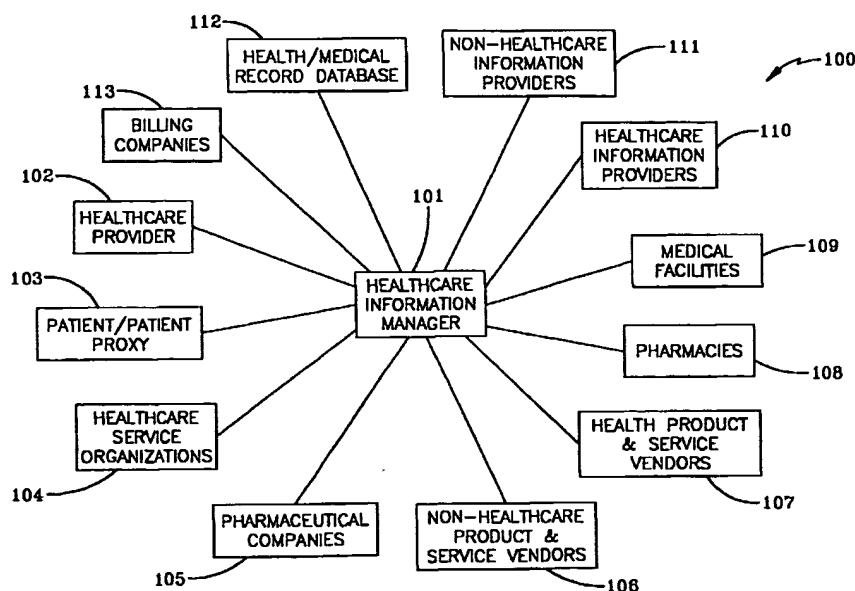 112
HEALTH/MEDICAL
RECORD DATABASE
NON-HEALTHCARE
INFORMATION
PROVIDERS
111
100
113
BILLING
COMPANIES
HEALTHCARE
INFORMATION
PROVIDERS
110
102
HEALTHCARE
PROVIDER
101
HEALTHCARE
INFORMATION
MANAGER
MEDICAL
FACILITIES
109
103
PATIENT/PATIENT
PROXY
PHARMACIES
108
HEALTHCARE
SERVICE
ORGANIZATIONS
104
HEALTH PRODUCT
& SERVICE
VENDORS
107
PHARMACEUTICAL
COMPANIES
105
NON-HEALTHCARE
PRODUCT &
SERVICE VENDORS
106